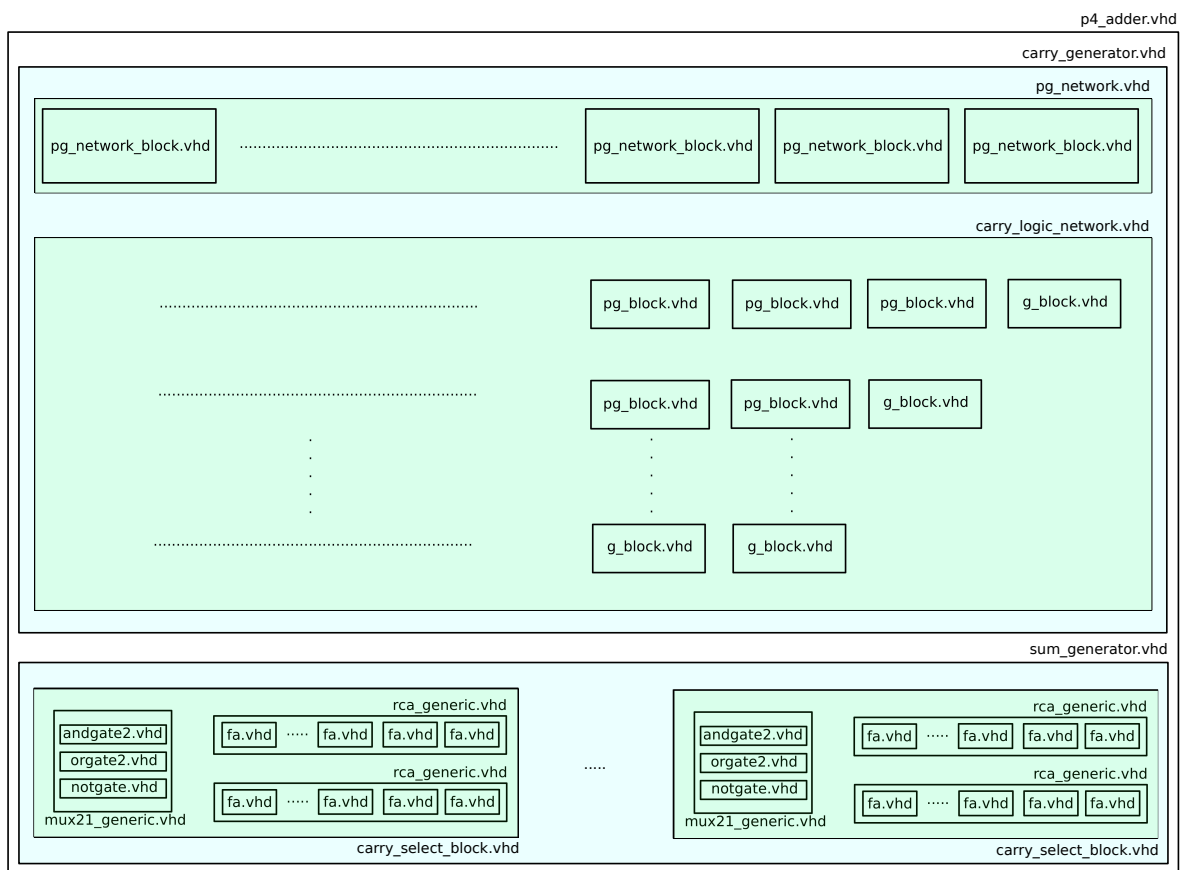 p4_adder.vhd
carry_generator.vhd
pg_network.vhd
pg_network_block.vhd pg_network_block.vhd pg_network_block.vhd pg_network_block.vhd
carry_logic_network.vhd
pg_block.vhd pg_block.vhd pg_block.vhd g_block.vhd
pg_block.vhd pg_block.vhd g_block.vhd
g_block.vhd g_block.vhd
sum_generator.vhd
rca_generic.vhd
andgate2.vhd fa.vhd ..... fa.vhd fa.vhd fa.vhd
orgate2.vhd
rca_generic.vhd
notgate.vhd fa.vhd ..... fa.vhd fa.vhd fa.vhd
mux21_generic.vhd
carry_select_block.vhd
.....
rca_generic.vhd
andgate2.vhd fa.vhd ..... fa.vhd fa.vhd fa.vhd
orgate2.vhd
rca_generic.vhd
notgate.vhd fa.vhd ..... fa.vhd fa.vhd fa.vhd
mux21_generic.vhd
carry_select_block.vhd